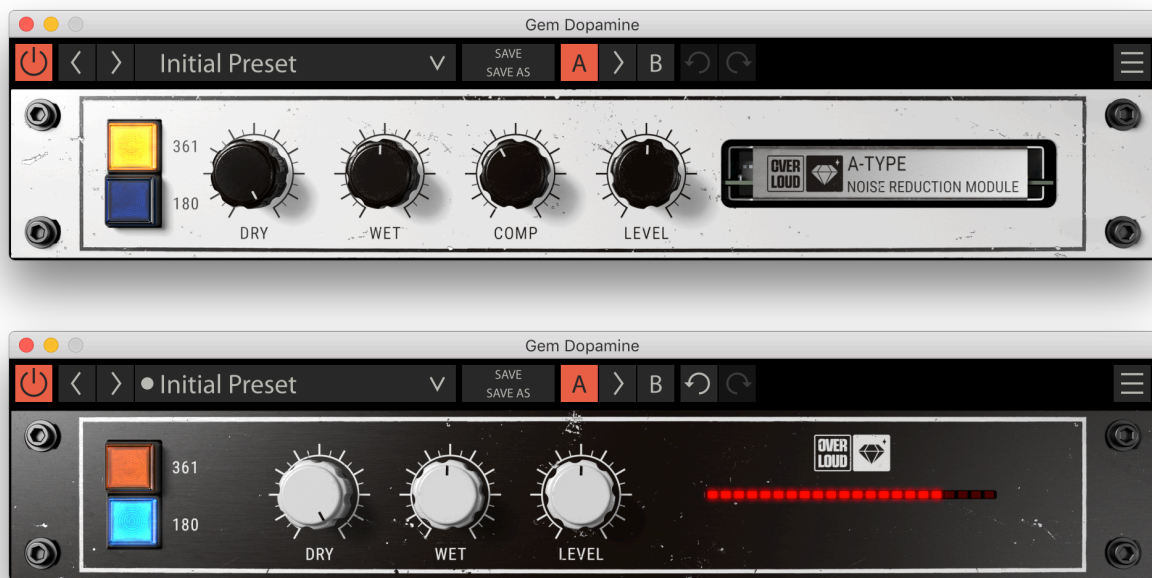 Gem Dopamine
Initial Preset
SAVE
SAVE AS
A
B
361
180
DRY
WET
COMP
LEVEL
OVER
LOUD
A-TYPE
NOISE REDUCTION MODULE
Gem Dopamine
Initial Preset
SAVE
SAVE AS
A
B
361
180
DRY
WET
LEVEL
OVER
LOUD